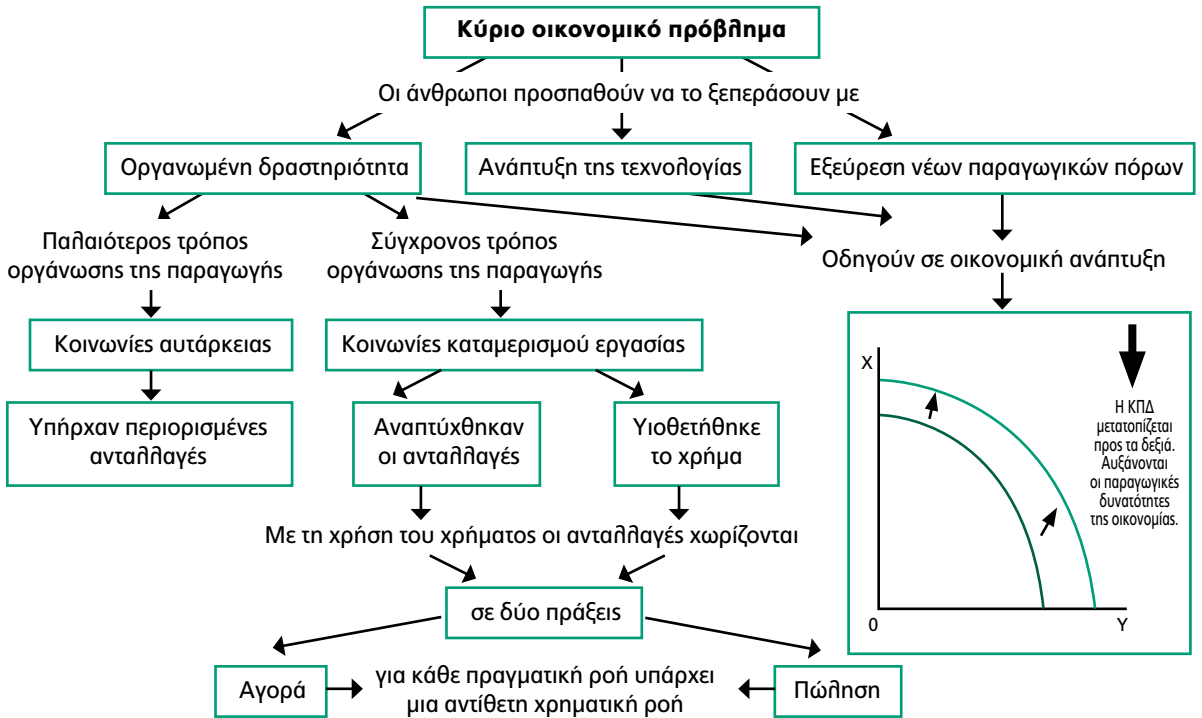 Κύριο οικονομικό πρόβλημα
Οι άνθρωποι προσπαθούν να το ξεπεράσουν με
Οργανωμένη δραστηριότητα
Ανάπτυξη της τεχνολογίας
Εξεύρεση νέων παραγωγικών πόρων
Παλαιότερος τρόπος
οργάνωσης της παραγωγής
Σύγχρονος τρόπος
οργάνωσης της παραγωγής
Οδηγούν σε οικονομική ανάπτυξη
Κοινωνίες αυτάρκειας
Κοινωνίες καταμερισμού εργασίας
Υπήρχαν περιορισμένες
ανταλλαγές
Αναπτύχθηκαν
οι ανταλλαγές
Υιοθετήθηκε
το χρήμα
Με τη χρήση του χρήματος οι ανταλλαγές χωρίζονται
σε δύο πράξεις
Αγορά
για κάθε πραγματική ροή υπάρχει
μια αντίθετη χρηματική ροή
Πώληση
X
Η ΚΠΔ
μετατοπίζεται
προς τα δεξιά.
Αυξάνονται
οι παραγωγικές
δυνατότητες
της οικονομίας.
0
Y